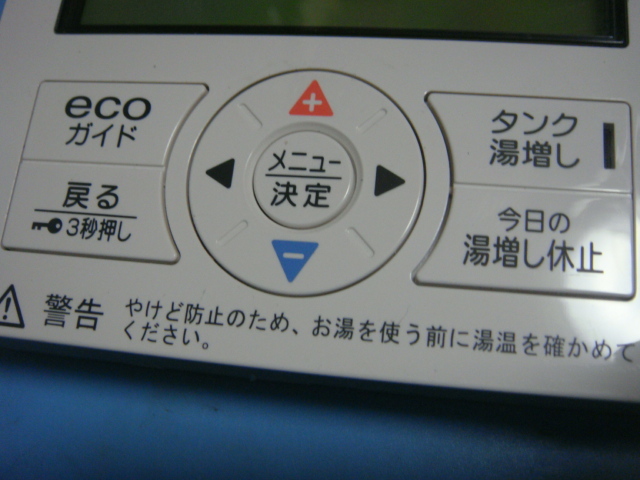 eco
ガイド
戻る
3秒押し
メニュー
決定
タンク
湯増し
今日の
湯増し休止
警告 やけど防止のため、お湯を使う前に湯温を確かめて
ください。